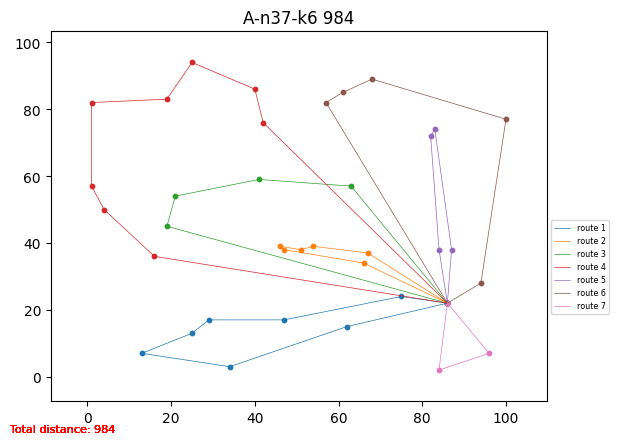 A-n37-k6 984
100
80
60
40
20
0
0 20 40 60 80 100
route 1
route 2
route 3
route 4
route 5
route 6
route 7
Total distance: 984